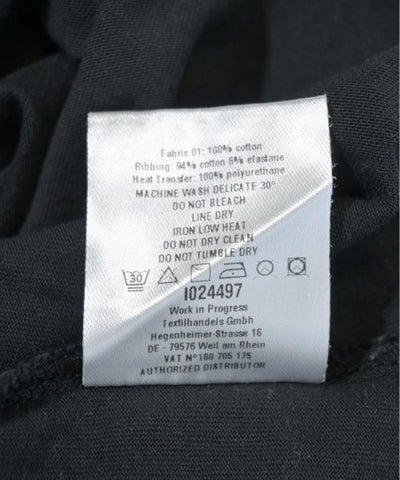 Fabric 01: 100% cotton
Ribbing: 94% cotton 6% elastane
Heat Transfer: 100% polyurethane
MACHINE WASH DELICATE 30°
DO NOT BLEACH
LINE DRY
IRON LOW HEAT
DO NOT DRY CLEAN
DO NOT TUMBLE DRY
30
I024497
Work in Progress
Textilhandels GmbH
Hegenheimer-Strasse 16
DE - 79576 Weil am Rhein
VAT N°160 705 175
AUTHORIZED DISTRIBUTOR